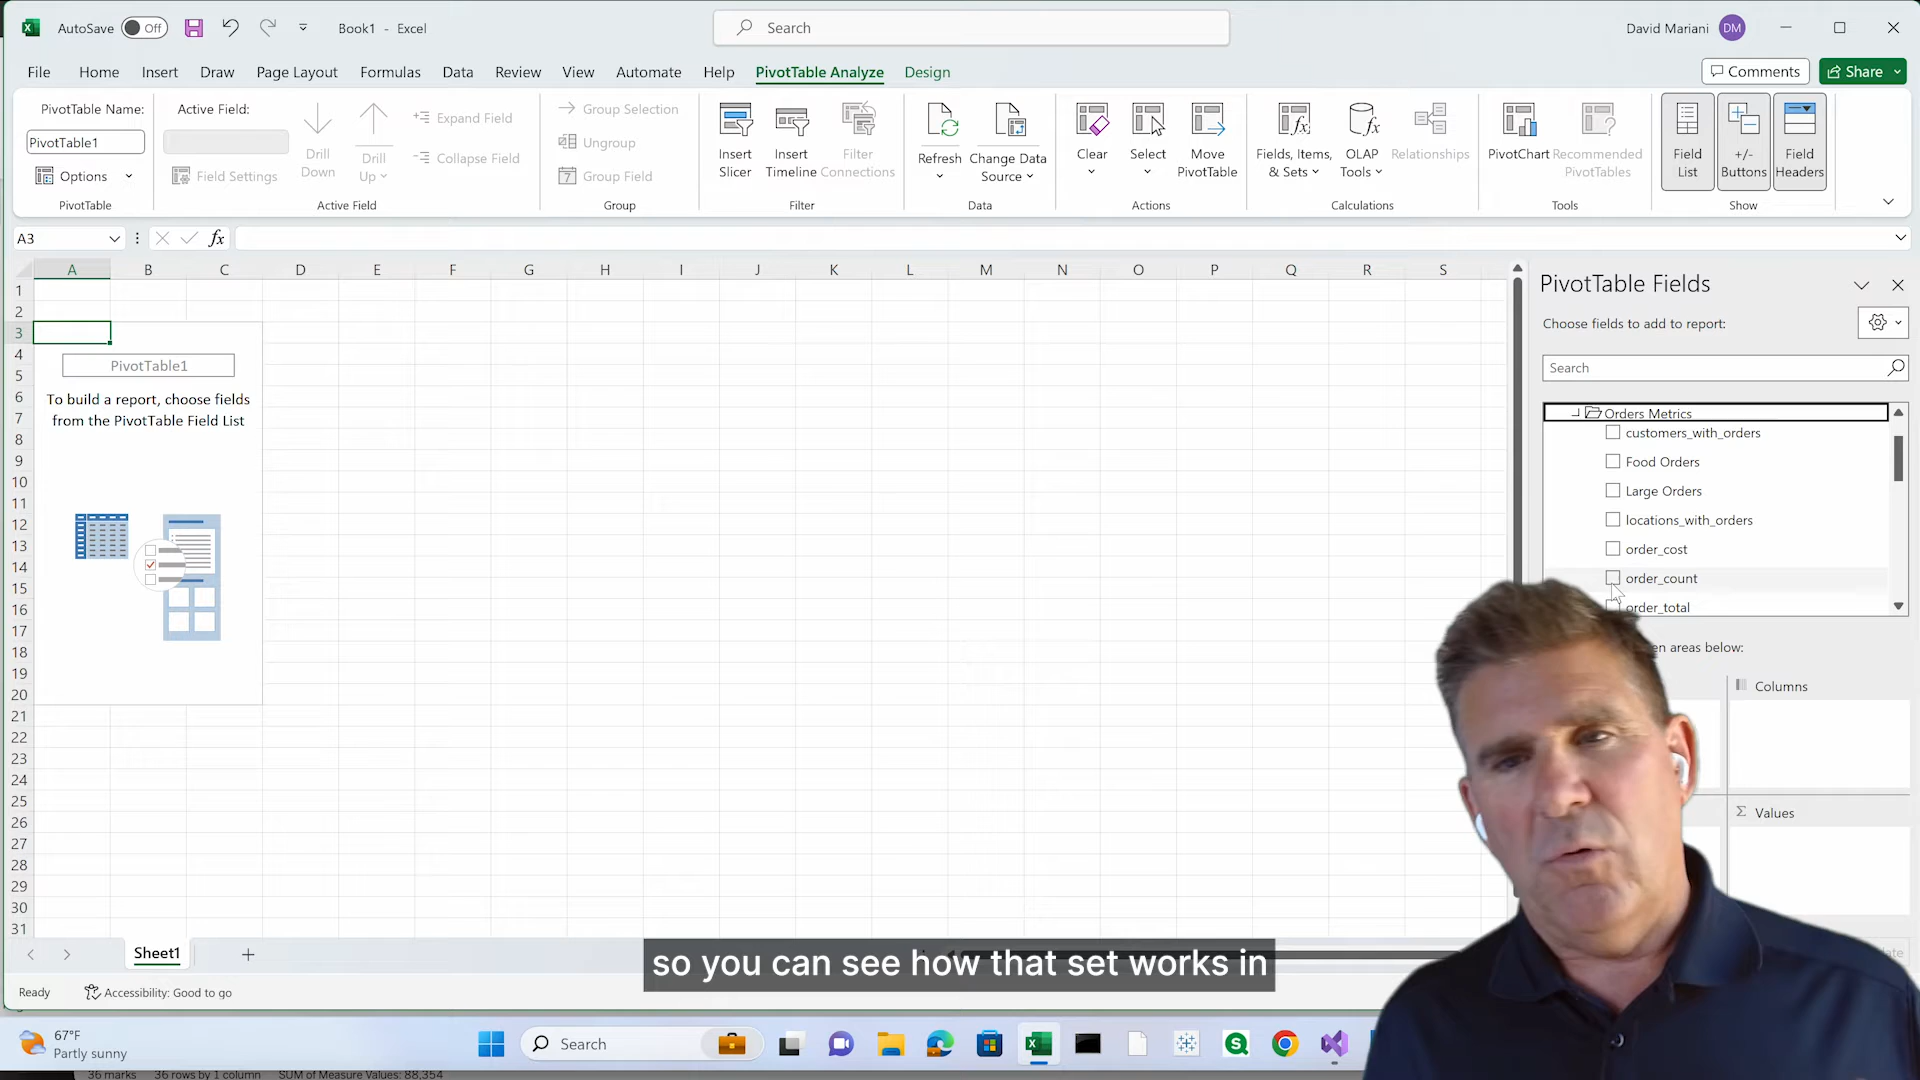 AutoSave
Off
Book1 - Excel
Search
David Mariani
DM
File
Home
Insert
Draw
Page Layout
Formulas
Data
Review
View
Automate
Help
PivotTable Analyze
Design
Comments
Share
PivotTable Name:
PivotTable1
Options
PivotTable
Active Field:
Field Settings
Drill
Down
Drill
Up
Expand Field
Collapse Field
Active Field
Group Selection
Ungroup
7
Group Field
Group
Insert
Slicer
Insert
Timeline
Filter
Connections
Filter
Refresh
Change Data
Source
Data
Clear
Select
Move
PivotTable
Actions
Fields, Items,
& Sets
OLAP
Tools
Relationships
Calculations
PivotChart
Recommended
PivotTables
Tools
Field
List
+/-
Buttons
Field
Headers
Show
A3
fx
A B C D E F G H I J K L M N O P Q R S
1
2
3
4
5
6
7
8
9
10
11
12
13
14
15
16
17
18
19
20
21
22
23
24
25
26
27
28
29
30
31
PivotTable1
To build a report, choose fields
from the PivotTable Field List
PivotTable Fields
Choose fields to add to report:
Search
Orders Metrics
customers_with_orders
Food Orders
Large Orders
locations_with_orders
order_cost
order_count
order_total
areas below:
Columns
Σ Values
Sheet1
so you can see how that set works in
Ready
Accessibility: Good to go
67°F
Partly sunny
Search
36 marks 36 rows by 1 column SUM of Measure Values: 88,354